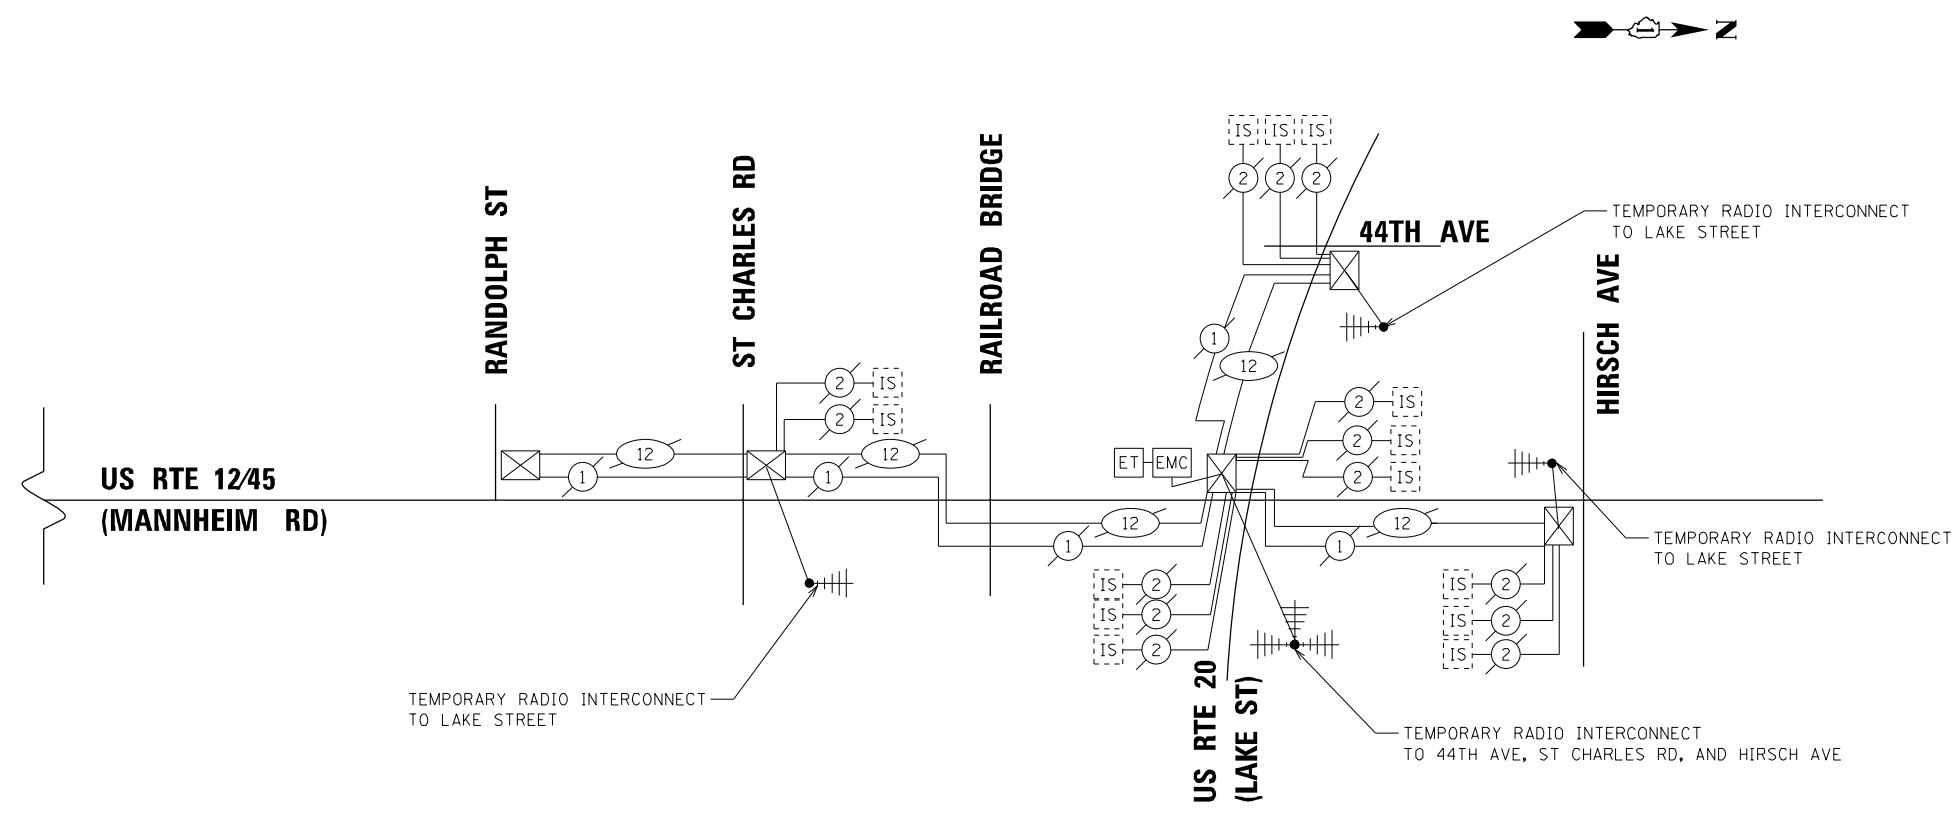 N
IS IS IS
2 2 2
44TH AVE
TEMPORARY RADIO INTERCONNECT
TO LAKE STREET
RANDOLPH ST
ST CHARLES RD
RAILROAD BRIDGE
HIRSCH AVE
1
12
2 IS
2 IS
2 IS
2 IS
2 IS
12
1
12
1
ET EMC
US RTE 12/45
(MANNHEIM RD)
12
1
12
1
TEMPORARY RADIO INTERCONNECT
TO LAKE STREET
IS 2
IS 2
IS 2
IS 2
IS 2
IS 2
TEMPORARY RADIO INTERCONNECT
TO LAKE STREET
US RTE 20
(LAKE ST)
TEMPORARY RADIO INTERCONNECT
TO 44TH AVE, ST CHARLES RD, AND HIRSCH AVE